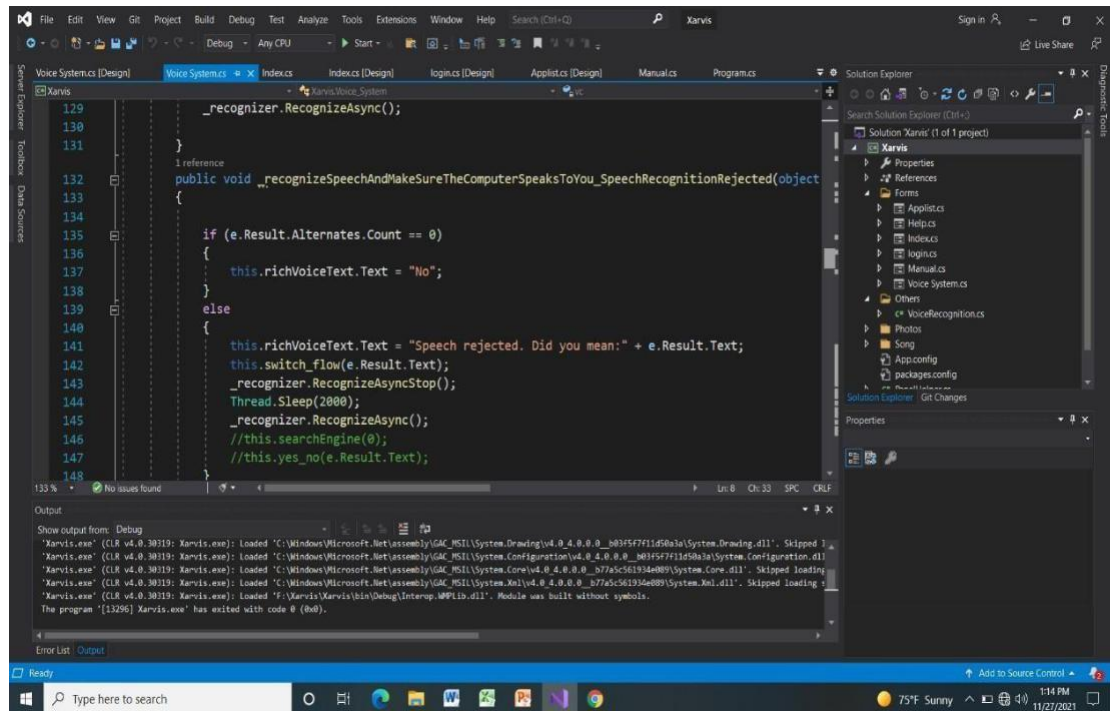 File Edit View Git Project Build Debug Test Analyze Tools Extensions Window Help Search (Ctrl+Q) Xarvis Sign in
Debug Any CPU Start Live Share
Voice System.cs [Design] Voice System.cs Index.cs Index.cs [Design] login.cs [Design] Applist.cs [Design] Manual.cs Program.cs
Xarvis Xarvis.Voice_System vc
129 _recognizer.RecognizeAsync();
130
131 }
1 reference
132 public void _recognizeSpeechAndMakeSureTheComputerSpeaksToYou_SpeechRecognitionRejected(object
133 {
134
135 if (e.Result.Alternates.Count == 0)
136 {
137 this.richVoiceText.Text = "No";
138 }
139 else
140 {
141 this.richVoiceText.Text = "Speech rejected. Did you mean:" + e.Result.Text;
142 this.switch_flow(e.Result.Text);
143 _recognizer.RecognizeAsyncStop();
144 Thread.Sleep(2000);
145 _recognizer.RecognizeAsync();
146 //this.searchEngine(0);
147 //this.yes_no(e.Result.Text);
148 }
133 % No issues found Ln: 8 Ch: 33 SPC CRLF
Server Explorer
Toolbox
Data Sources
Solution Explorer
Search Solution Explorer (Ctrl+;)
Solution 'Xarvis' (1 of 1 project)
Xarvis
Properties
References
Forms
Applist.cs
Help.cs
Index.cs
login.cs
Manual.cs
Voice System.cs
Others
VoiceRecognition.cs
Photos
Song
App.config
packages.config
Solution Explorer Git Changes
Properties
Diagnostic Tools
Output
Show output from: Debug
'Xarvis.exe' (CLR v4.0.30319: Xarvis.exe): Loaded 'C:\Windows\Microsoft.Net\assembly\GAC_MSIL\System.Drawing\v4.0_4.0.0.0__b03f5f7f11d50a3a\System.Drawing.dll'. Skipped l
'Xarvis.exe' (CLR v4.0.30319: Xarvis.exe): Loaded 'C:\Windows\Microsoft.Net\assembly\GAC_MSIL\System.Configuration\v4.0_4.0.0.0__b03f5f7f11d50a3a\System.Configuration.dl
'Xarvis.exe' (CLR v4.0.30319: Xarvis.exe): Loaded 'C:\Windows\Microsoft.Net\assembly\GAC_MSIL\System.Core\v4.0_4.0.0.0__b77a5c561934e089\System.Core.dll'. Skipped loading
'Xarvis.exe' (CLR v4.0.30319: Xarvis.exe): Loaded 'C:\Windows\Microsoft.Net\assembly\GAC_MSIL\System.Xml\v4.0_4.0.0.0__b77a5c561934e089\System.Xml.dll'. Skipped loading
'Xarvis.exe' (CLR v4.0.30319: Xarvis.exe): Loaded 'F:\Xarvis\Xarvis\bin\Debug\Interop.WMPLib.dll'. Module was built without symbols.
The program '[13296] Xarvis.exe' has exited with code 0 (0x0).
Error List Output
Ready Add to Source Control 2
Type here to search 75°F Sunny 1:14 PM
11/27/2021